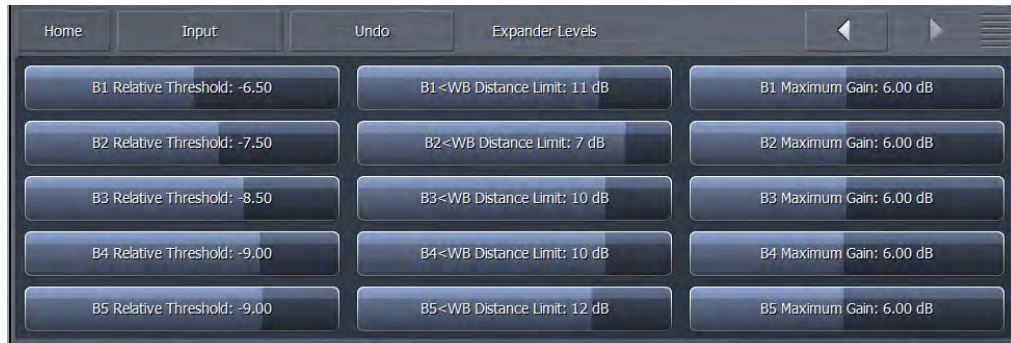 Home Input Undo Expander Levels
B1 Relative Threshold: -6.50 B1<WB Distance Limit: 11 dB B1 Maximum Gain: 6.00 dB
B2 Relative Threshold: -7.50 B2<WB Distance Limit: 7 dB B2 Maximum Gain: 6.00 dB
B3 Relative Threshold: -8.50 B3<WB Distance Limit: 10 dB B3 Maximum Gain: 6.00 dB
B4 Relative Threshold: -9.00 B4<WB Distance Limit: 10 dB B4 Maximum Gain: 6.00 dB
B5 Relative Threshold: -9.00 B5<WB Distance Limit: 12 dB B5 Maximum Gain: 6.00 dB